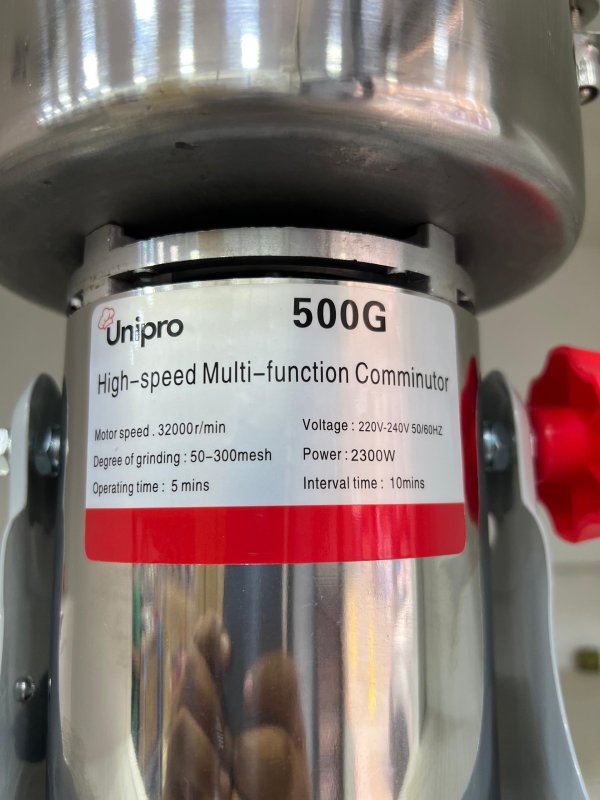 Unipro
500G
High-speed Multi-function Comminutor
Motor speed . 32000r/min
Voltage : 220V-240V 50/60HZ
Degree of grinding : 50-300mesh
Power : 2300W
Operating time : 5 mins
Interval time : 10mins